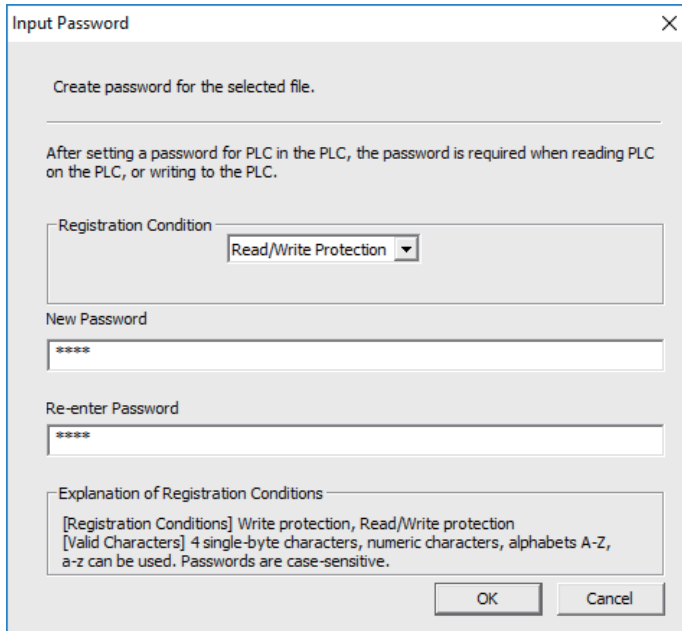 Input Password
Create password for the selected file.
After setting a password for PLC in the PLC, the password is required when reading PLC
on the PLC, or writing to the PLC.
Registration Condition
Read/Write Protection
New Password
****
Re-enter Password
****
Explanation of Registration Conditions
[Registration Conditions] Write protection, Read/Write protection
[Valid Characters] 4 single-byte characters, numeric characters, alphabets A-Z,
a-z can be used. Passwords are case-sensitive.
OK Cancel